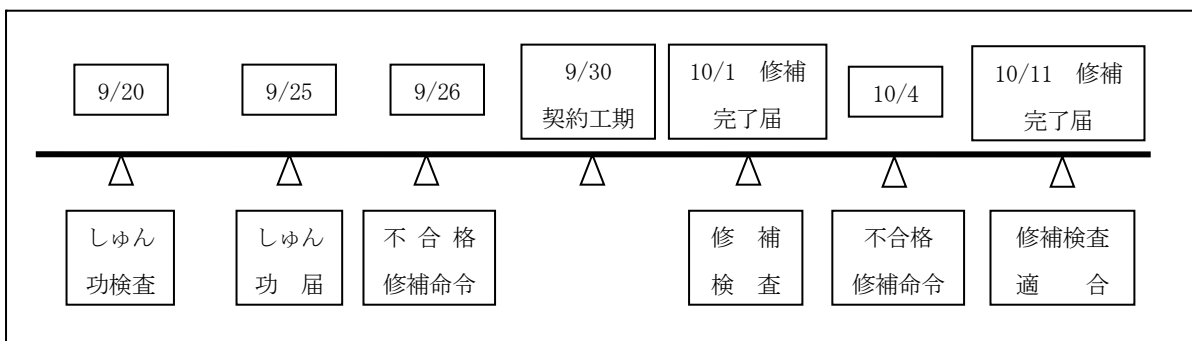 9/20
9/25
9/26
9/30
契約工期
10/1 修補
完了届
10/4
10/11 修補
完了届
しゅん
功検査
しゅん
功 届
不 合 格
修補命令
修 補
検 査
不合格
修補命令
修補検査
適 合